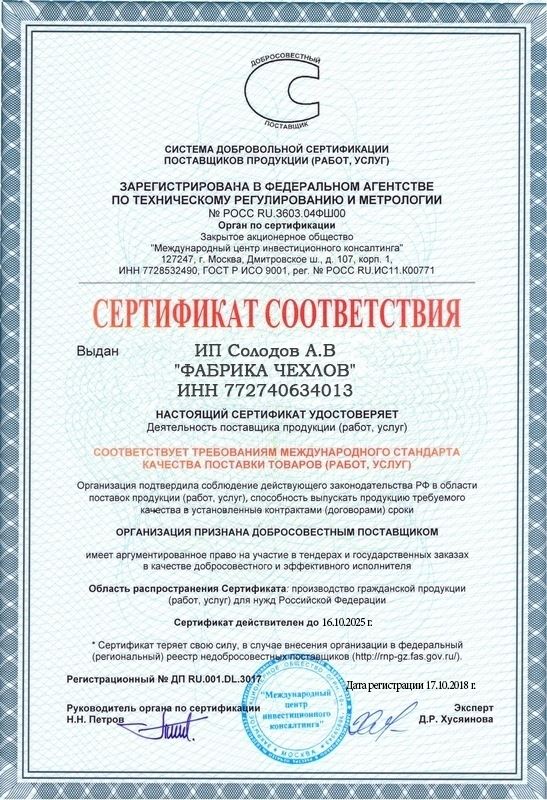 ДОБРОСОВЕСТНЫЙ
ПОСТАВЩИК
СИСТЕМА ДОБРОВОЛЬНОЙ СЕРТИФИКАЦИИ
ПОСТАВЩИКОВ ПРОДУКЦИИ (РАБОТ, УСЛУГ)
ЗАРЕГИСТРИРОВАНА В ФЕДЕРАЛЬНОМ АГЕНТСТВЕ
ПО ТЕХНИЧЕСКОМУ РЕГУЛИРОВАНИЮ И МЕТРОЛОГИИ
№ РОСС RU.З603.04ФШ00
Орган по сертификации
Закрытое акционерное общество
"Международный центр инвестиционного консалтинга"
127247, г. Москва, Дмитровское ш., д. 107, корп. 1,
ИНН 7728532490, ГОСТ Р ИСО 9001, рег. № РОСС RU.ИС11.К00771
СЕРТИФИКАТ СООТВЕТСТВИЯ
Выдан ИП Солодов А.В
"ФАБРИКА ЧЕХЛОВ"
ИНН 772740634013
НАСТОЯЩИЙ СЕРТИФИКАТ УДОСТОВЕРЯЕТ
Деятельность поставщика продукции (работ, услуг)
СООТВЕТСТВУЕТ ТРЕБОВАНИЯМ МЕЖДУНАРОДНОГО СТАНДАРТА
КАЧЕСТВА ПОСТАВКИ ТОВАРОВ (РАБОТ, УСЛУГ)
Организация подтвердила соблюдение действующего законодательства РФ в области
поставок продукции (работ, услуг), способность выпускать продукцию требуемого
качества в установленные контрактами (договорами) сроки
ОРГАНИЗАЦИЯ ПРИЗНАНА ДОБРОСОВЕСТНЫМ ПОСТАВЩИКОМ
имеет аргументированное право на участие в тендерах и государственных заказах
в качестве добросовестного и эффективного исполнителя
Область распространения Сертификата: производство гражданской продукции
(работ, услуг) для нужд Российской Федерации
Сертификат действителен до 16.10.2025 г.
* Сертификат теряет свою силу, в случае внесения организации в федеральный
(региональный) реестр недобросовестных поставщиков (http://rnp-gz.fas.gov.ru/).
Регистрационный № ДП RU.001.DL.3017
Дата регистрации 17.10.2018 г.
Руководитель органа по сертификации
Н.Н. Петров
"Международный
центр
инвестиционного
консалтинга"
МОСКВА
Эксперт
Д.Р. Хусяинова